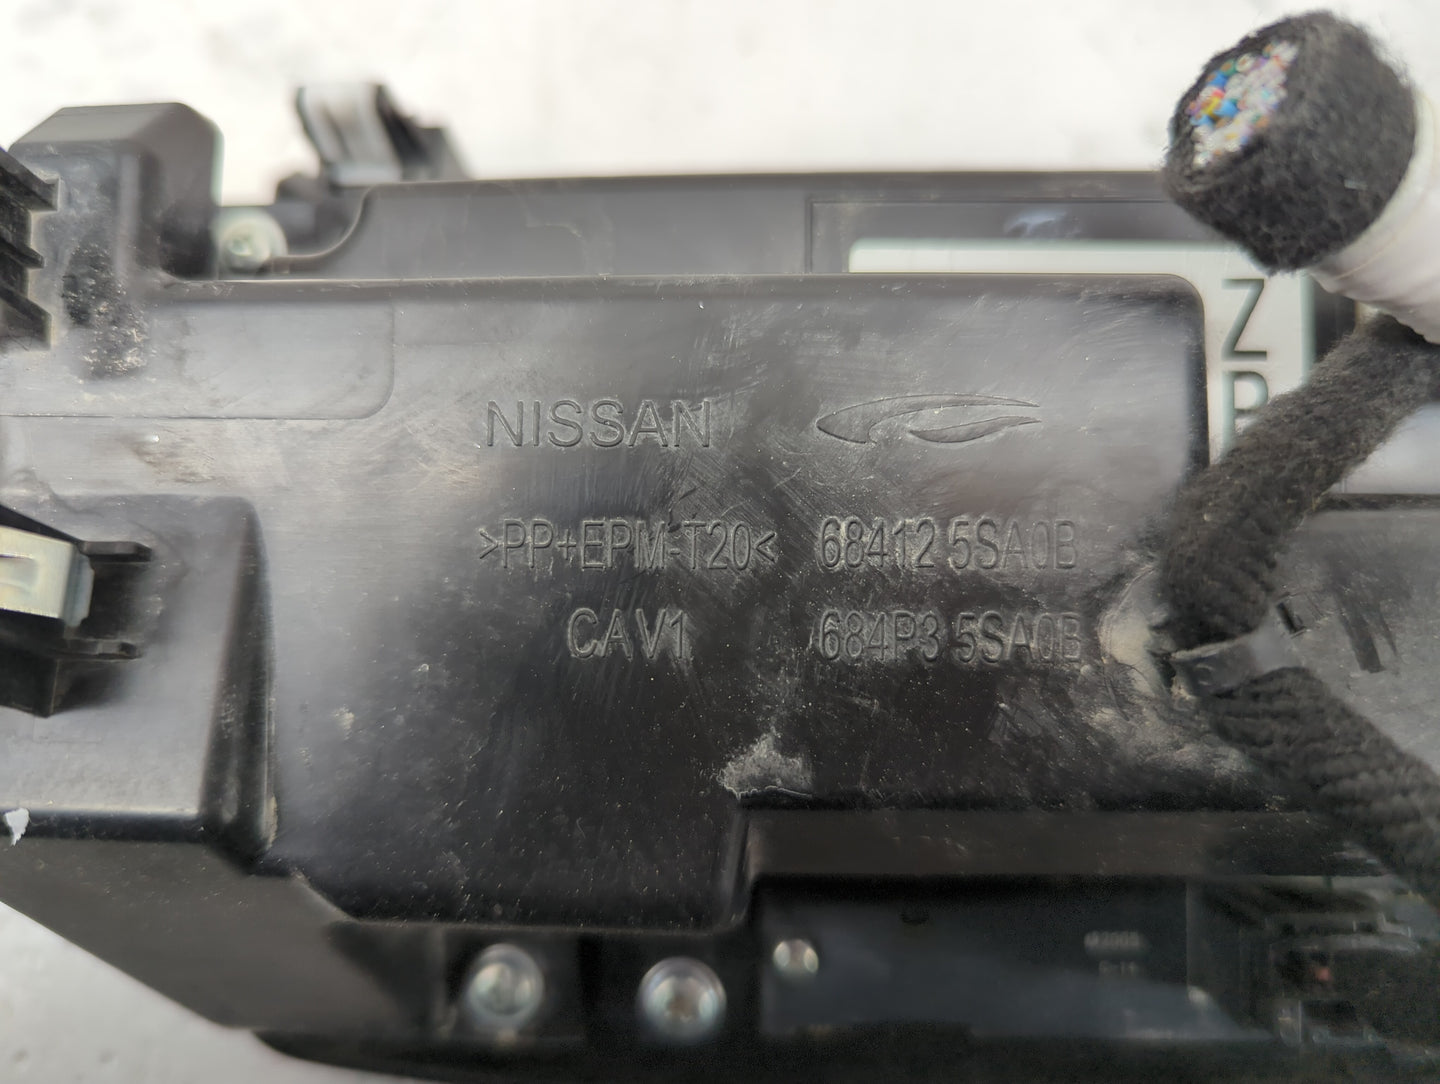 NISSAN
>PP+EPM-T20< 68412 5SA0B
CAV1 684P3 5SA0B
Z